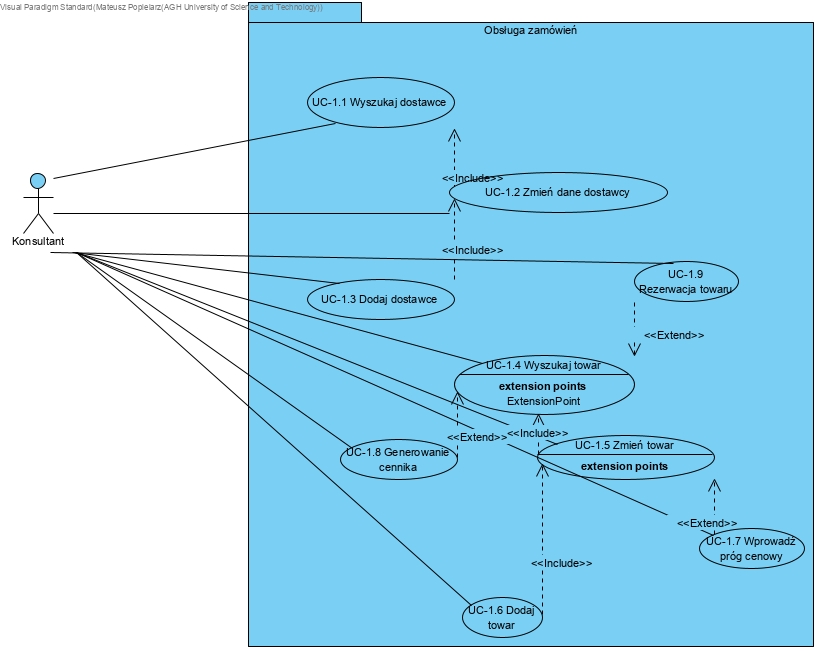 Visual Paradigm Standard(Mateusz Popielarz(AGH University of Science and Technology))
Obsługa zamówień
UC-1.1 Wyszukaj dostawce
<<Include>>
UC-1.2 Zmień dane dostawcy
Konsultant
<<Include>>
UC-1.9
Rezerwacja towaru
UC-1.3 Dodaj dostawce
<<Extend>>
UC-1.4 Wyszukaj towar
extension points
ExtensionPoint
<<Extend>>
<<Include>>
UC-1.5 Zmień towar
extension points
UC-1.8 Generowanie
cennika
<<Extend>>
UC-1.7 Wprowadź
próg cenowy
<<Include>>
UC-1.6 Dodaj
towar